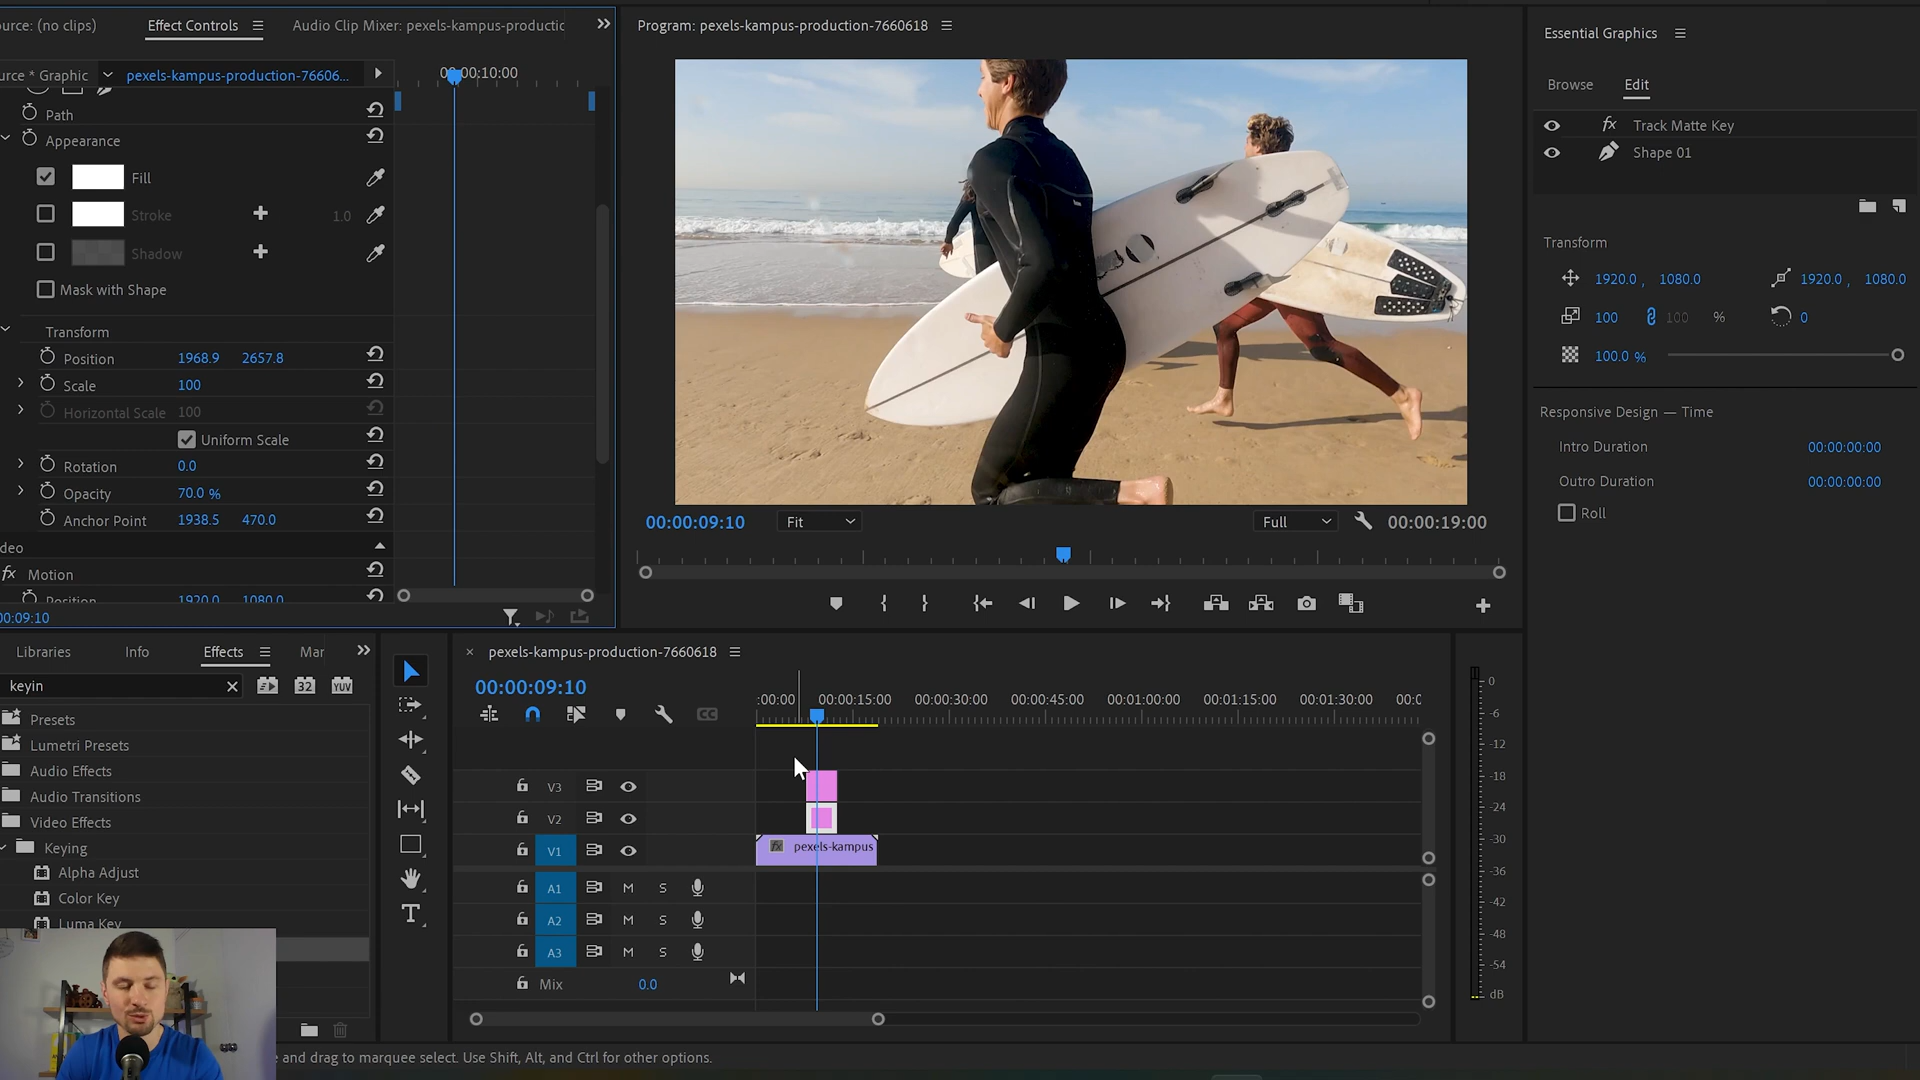 ource: (no clips)
Effect Controls
Audio Clip Mixer: pexels-kampus-productic
Program: pexels-kampus-production-7660618
Essential Graphics
urce * Graphic
pexels-kampus-production-76606...
00:00:10:00
Browse
Edit
Path
Appearance
Fill
Stroke
1.0
Shadow
Mask with Shape
Track Matte Key
Shape 01
Transform
1920.0 , 1080.0
1920.0 , 1080.0
100
100 %
0
100.0 %
Transform
Position 1968.9 2657.8
Scale 100
Horizontal Scale 100
Uniform Scale
Rotation 0.0
Opacity 70.0 %
Anchor Point 1938.5 470.0
deo
fx Motion
Position 1920.0 1080.0
00:09:10
Responsive Design — Time
Intro Duration 00:00:00:00
Outro Duration 00:00:00:00
Roll
00:00:09:10
Fit
Full
00:00:19:00
Libraries
Info
Effects
Mar
keyin
32
YUV
Presets
Lumetri Presets
Audio Effects
Audio Transitions
Video Effects
Keying
Alpha Adjust
Color Key
Luma Key
pexels-kampus-production-7660618
00:00:09:10
:00:00 00:00:15:00 00:00:30:00 00:00:45:00 00:01:00:00 00:01:15:00 00:01:30:00 00:0
CC
V3
V2
V1
fx pexels-kampus
A1 M S
A2 M S
A3 M S
Mix 0.0
0
-6
-12
-18
-24
-30
-36
-42
-48
-54
dB
and drag to marquee select. Use Shift, Alt, and Ctrl for other options.